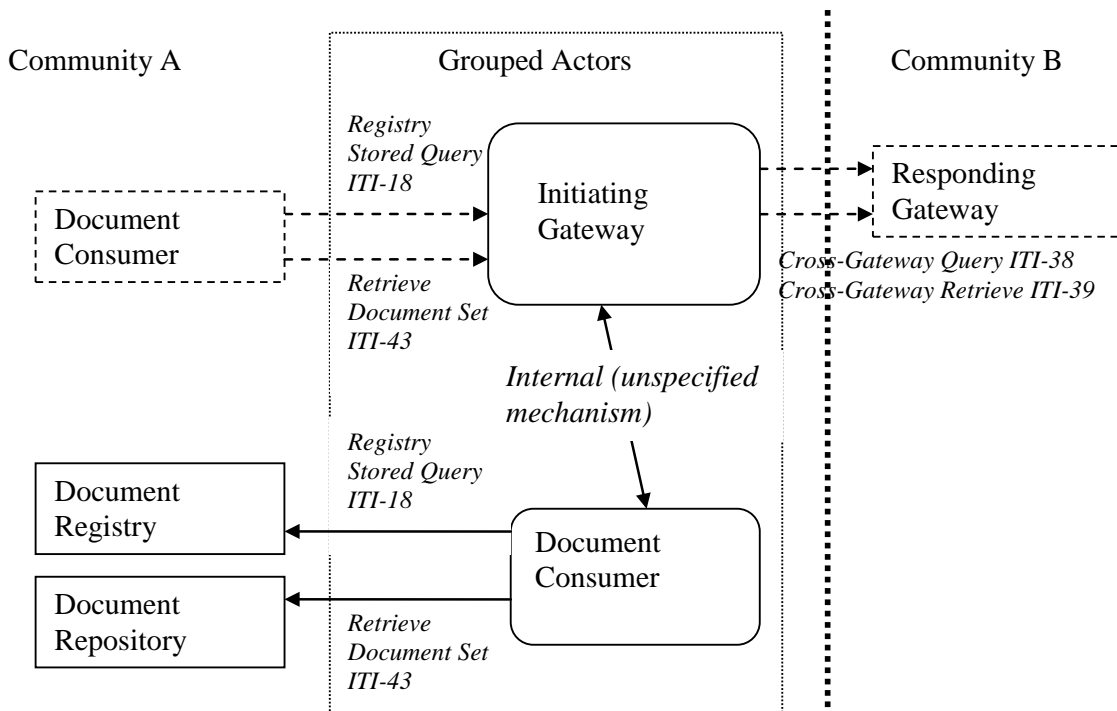 Community A
Grouped Actors
Community B
Registry
Stored Query
ITI-18
Document
Consumer
Initiating
Gateway
Responding
Gateway
Retrieve
Document Set
ITI-43
Cross-Gateway Query ITI-38
Cross-Gateway Retrieve ITI-39
Internal (unspecified
mechanism)
Registry
Stored Query
ITI-18
Document
Registry
Document
Consumer
Document
Repository
Retrieve
Document Set
ITI-43